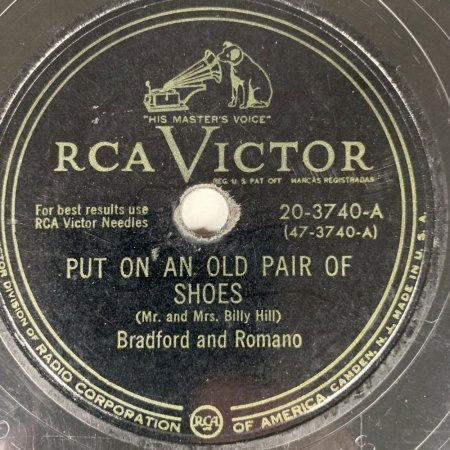 "HIS MASTER'S VOICE"
RCA VICTOR
REG. U.S. PAT OFF. MARCAS REGISTRADAS
For best results use
RCA Victor Needles
20-3740-A
(47-3740-A)
PUT ON AN OLD PAIR OF
SHOES
(Mr. and Mrs. Billy Hill)
Bradford and Romano
VICTOR DIVISION OF RADIO CORPORATION OF AMERICA, CAMDEN, N.J. MADE IN U.S.A.
RCA